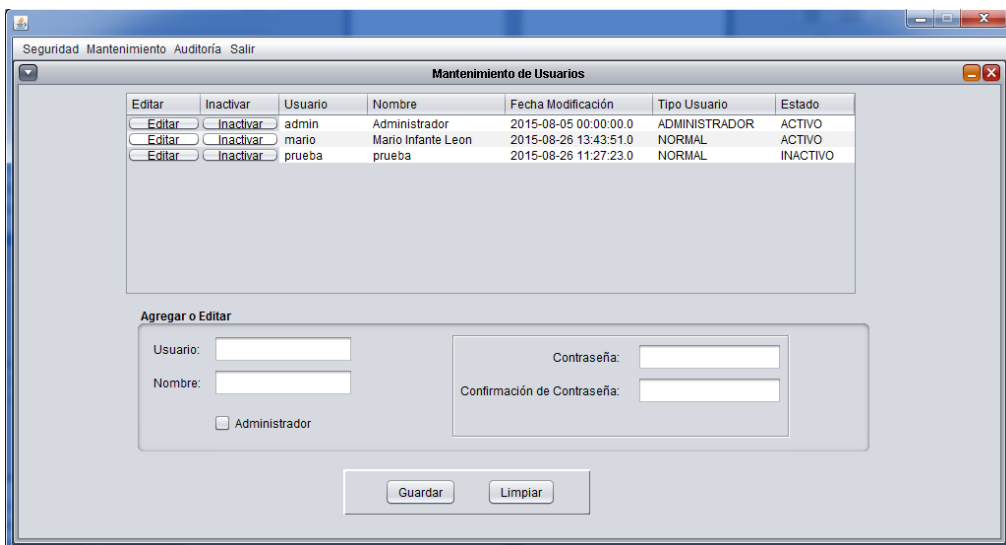 Seguridad Mantenimiento Auditoría Salir
Mantenimiento de Usuarios
Editar Inactivar Usuario Nombre Fecha Modificación Tipo Usuario Estado
Editar Inactivar admin Administrador 2015-08-05 00:00:00.0 ADMINISTRADOR ACTIVO
Editar Inactivar mario Mario Infante Leon 2015-08-26 13:43:51.0 NORMAL ACTIVO
Editar Inactivar prueba prueba 2015-08-26 11:27:23.0 NORMAL INACTIVO
Agregar o Editar
Usuario: Contraseña:
Nombre: Confirmación de Contraseña:
Administrador
Guardar Limpiar